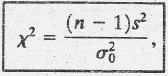 χ² = (n − 1)s² / σ₀²,